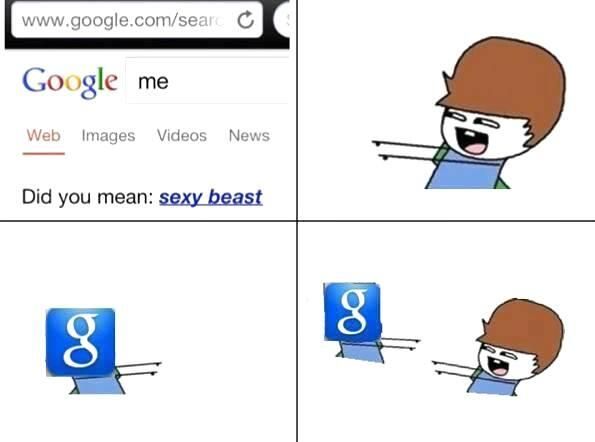 www.google.com/searc
Google me
Web Images Videos News
Did you mean: sexy beast
g
g